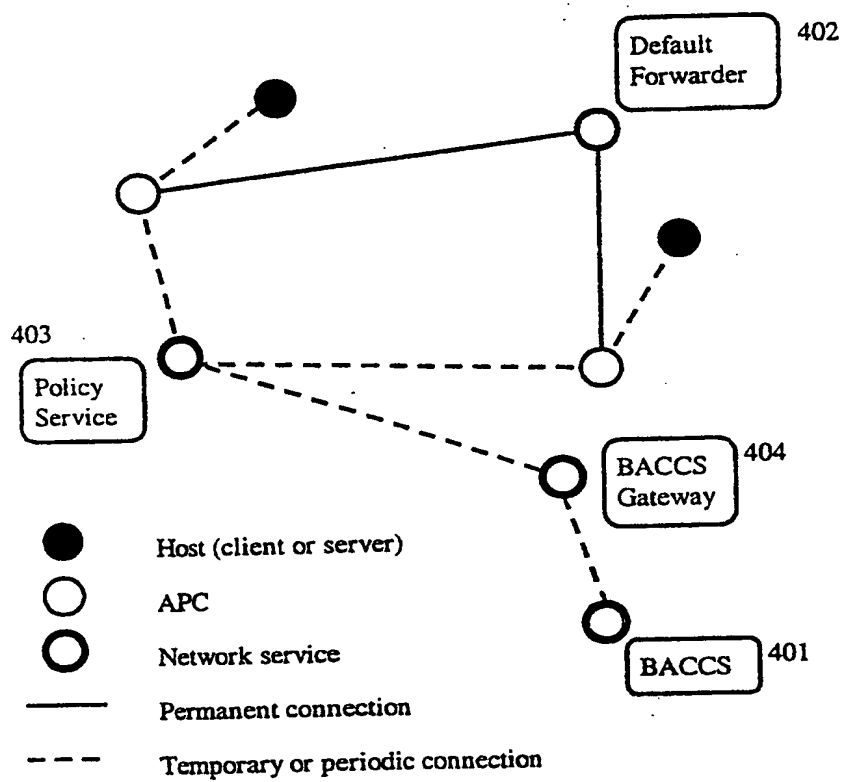 402
Default
Forwarder
403
Policy
Service
BACCS
Gateway
404
Host (client or server)
APC
Network service
BACCS
401
Permanent connection
Temporary or periodic connection